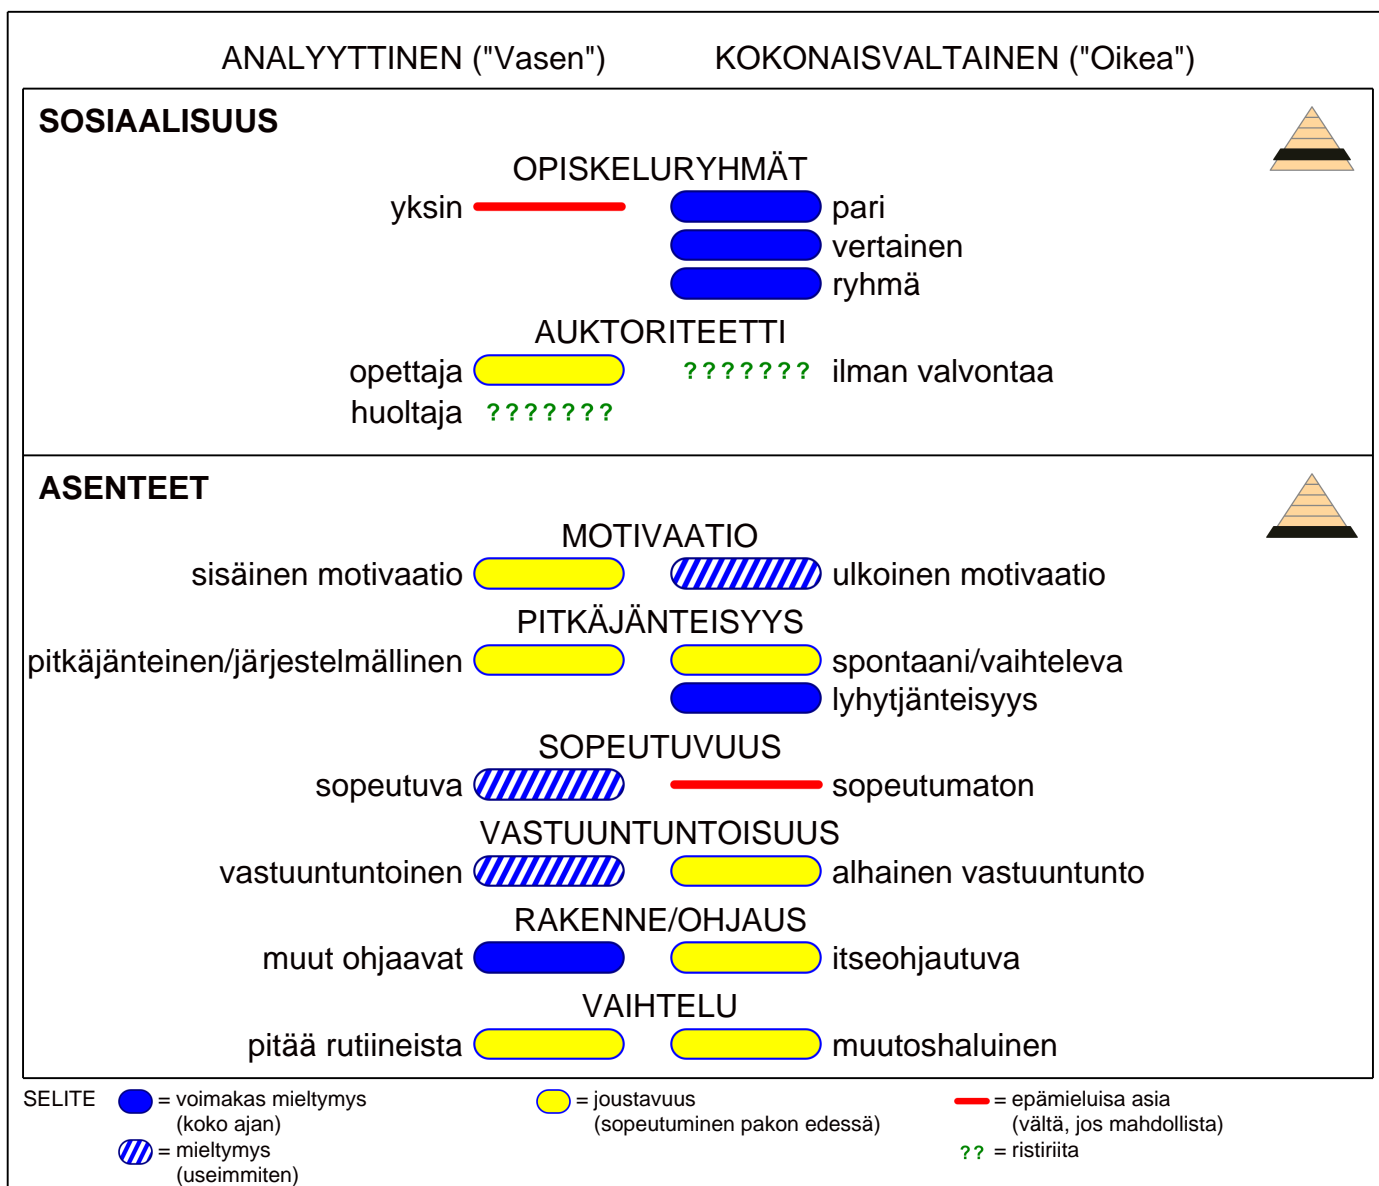 ANALYYTTINEN ("Vasen") KOKONAISVALTAINEN ("Oikea")
SOSIAALISUUS
OPISKELURYHMÄT
yksin pari
vertainen
ryhmä
AUKTORITEETTI
opettaja ??????? ilman valvontaa
huoltaja ???????
ASENTEET
MOTIVAATIO
sisäinen motivaatio ulkoinen motivaatio
PITKÄJÄNTEISYYS
pitkäjänteinen/järjestelmällinen spontaani/vaihteleva
lyhytjänteisyys
SOPEUTUVUUS
sopeutuva sopeutumaton
VASTUUNTUNTOISUUS
vastuuntuntoinen alhainen vastuuntunto
RAKENNE/OHJAUS
muut ohjaavat itseohjautuva
VAIHTELU
pitää rutiineista muutoshaluinen
SELITE = voimakas mieltymys = joustavuus = epämieluisa asia
(koko ajan) (sopeutuminen pakon edessä) (vältä, jos mahdollista)
= mieltymys ?? = ristiriita
(useimmiten)